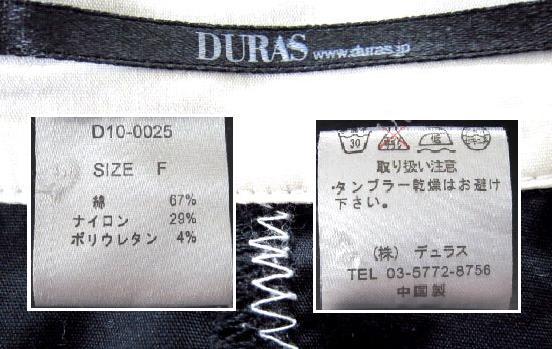 DURAS www.duras.jp
D10-0025
SIZE F
綿 67%
ナイロン 29%
ポリウレタン 4%
30
取り扱い注意
・タンブラー乾燥はお避け
下さい。
(株) デュラス
TEL 03-5772-8756
中国製